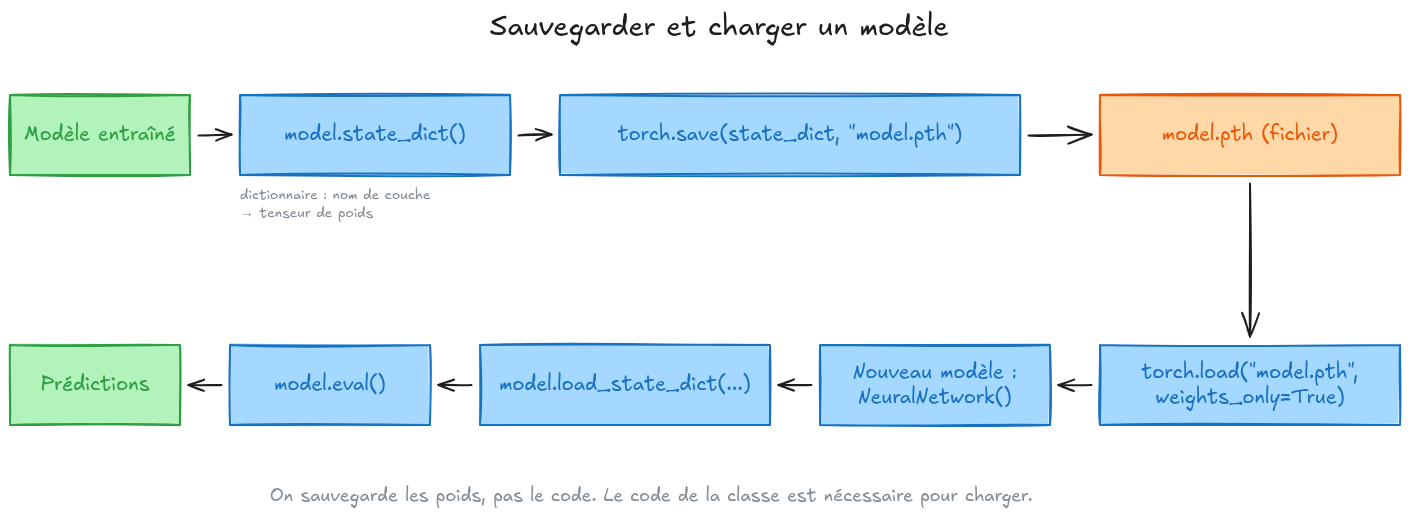 Sauvegarder et charger un modèle
Modèle entraîné
model.state_dict()
torch.save(state_dict, "model.pth")
model.pth (fichier)
dictionnaire : nom de couche
→ tenseur de poids
Prédictions
model.eval()
model.load_state_dict(...)
Nouveau modèle :
NeuralNetwork()
torch.load("model.pth",
weights_only=True)
On sauvegarde les poids, pas le code. Le code de la classe est nécessaire pour charger.